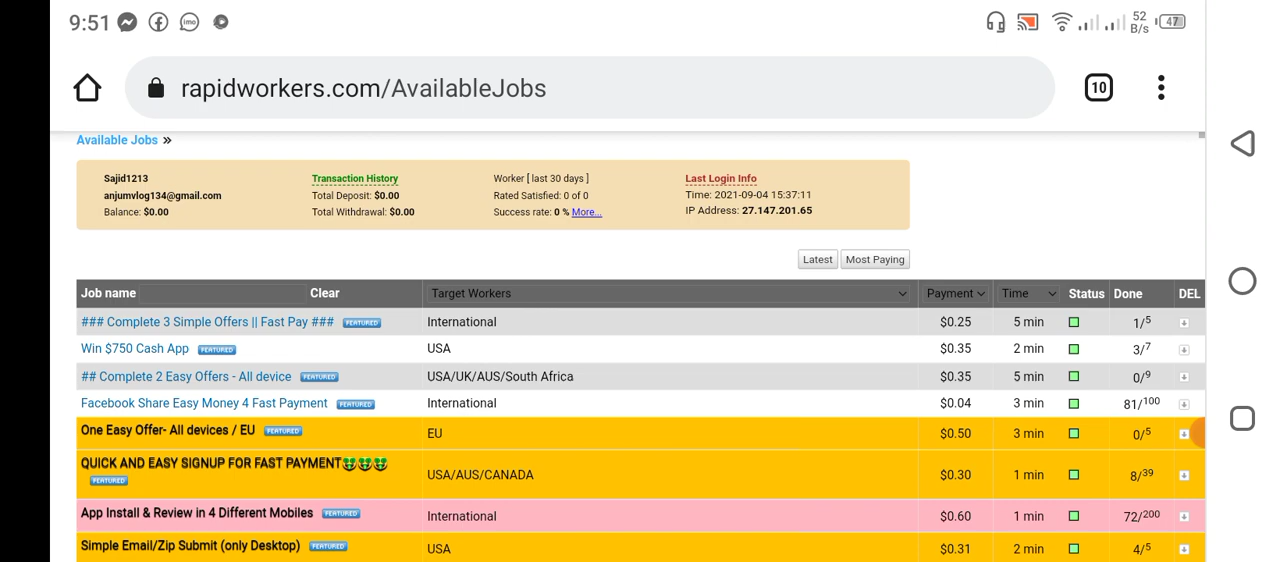 9:51 imo 52 B/s 47
rapidworkers.com/AvailableJobs 10
Available Jobs »
Sajid1213 Transaction History Worker [ last 30 days ] Last Login Info
anjumvlog134@gmail.com Total Deposit: $0.00 Rated Satisfied: 0 of 0 Time: 2021-09-04 15:37:11
Balance: $0.00 Total Withdrawal: $0.00 Success rate: 0 % More... IP Address: 27.147.201.65
Latest Most Paying
Job name Clear Target Workers Payment Time Status Done DEL
### Complete 3 Simple Offers || Fast Pay ### FEATURED International $0.25 5 min 1/5
Win $750 Cash App FEATURED USA $0.35 2 min 3/7
## Complete 2 Easy Offers - All device FEATURED USA/UK/AUS/South Africa $0.35 5 min 0/9
Facebook Share Easy Money 4 Fast Payment FEATURED International $0.04 3 min 81/100
One Easy Offer- All devices / EU FEATURED EU $0.50 3 min 0/5
QUICK AND EASY SIGNUP FOR FAST PAYMENT🤑🤑🤑 USA/AUS/CANADA $0.30 1 min 8/39
FEATURED
App Install & Review in 4 Different Mobiles FEATURED International $0.60 1 min 72/200
Simple Email/Zip Submit (only Desktop) FEATURED USA $0.31 2 min 4/5